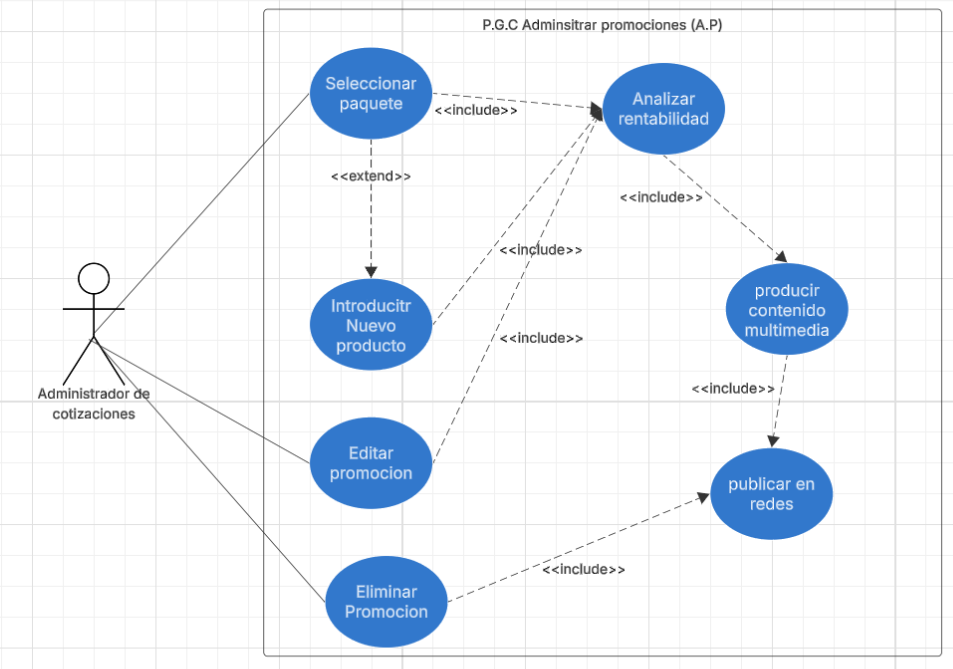 P.G.C Adminsitrar promociones (A.P)
Seleccionar
paquete
<<include>>
Analizar
rentabilidad
<<extend>>
<<include>>
<<include>>
Introducitr
Nuevo
producto
producir
contenido
multimedia
<<include>>
<<include>>
Administrador de
cotizaciones
Editar
promocion
publicar en
redes
<<include>>
Eliminar
Promocion